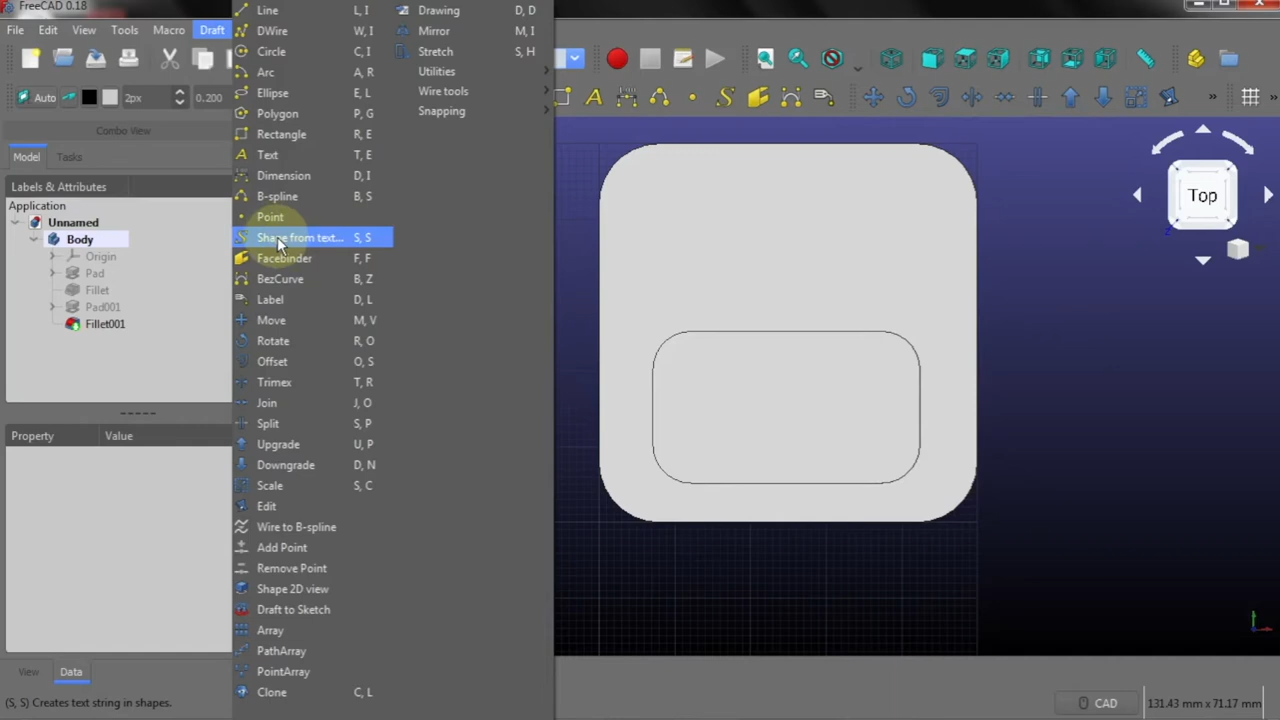 FreeCAD 0.18
File Edit View Tools Macro Draft
Auto 2px 0.200
Combo View
Model Tasks
Labels & Attributes
Application
Unnamed
Body
Origin
Pad
Fillet
Pad001
Fillet001
Property Value
View Data
Line L, I
DWire W, I
Circle C, I
Arc A, R
Ellipse E, L
Polygon P, G
Rectangle R, E
Text T, E
Dimension D, I
B-spline B, S
Point
Shape from text... S, S
Facebinder F, F
BezCurve B, Z
Label D, L
Move M, V
Rotate R, O
Offset O, S
Trimex T, R
Join J, O
Split S, P
Upgrade U, P
Downgrade D, N
Scale S, C
Edit
Wire to B-spline
Add Point
Remove Point
Shape 2D view
Draft to Sketch
Array
PathArray
PointArray
Clone C, L
Drawing D, D
Mirror M, I
Stretch S, H
Utilities
Wire tools
Snapping
Top
Z
(S, S) Creates text string in shapes.
CAD 131.43 mm x 71.17 mm